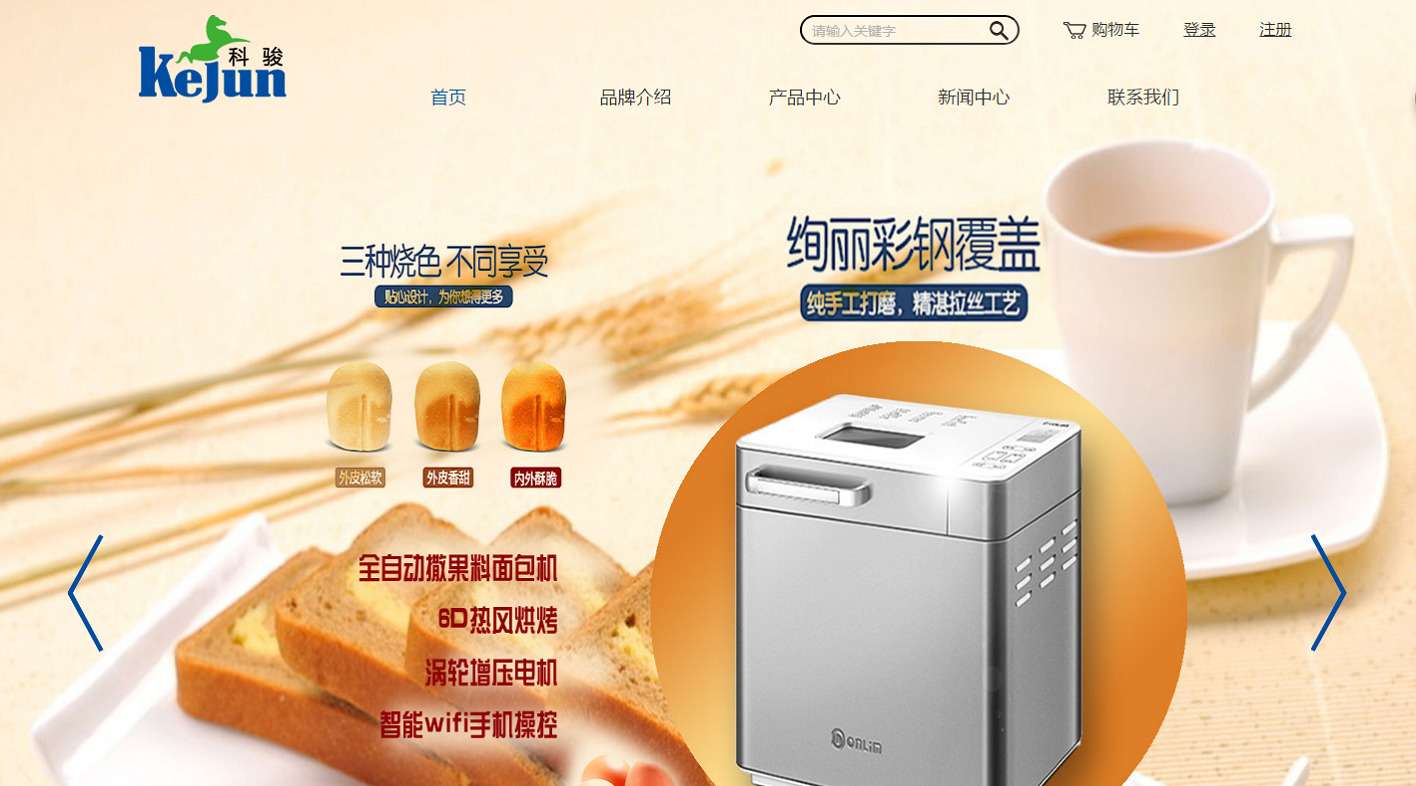 请输入关键字
购物车
登录
注册
科骏
KeJun
首页
品牌介绍
产品中心
新闻中心
联系我们
三种烧色 不同享受
贴心设计，为你想得更多
绚丽彩钢覆盖
纯手工打磨，精湛拉丝工艺
外皮松软
外皮香甜
内外酥脆
全自动撒果料面包机
6D热风烘烤
涡轮增压电机
智能wifi手机操控
DONLIM